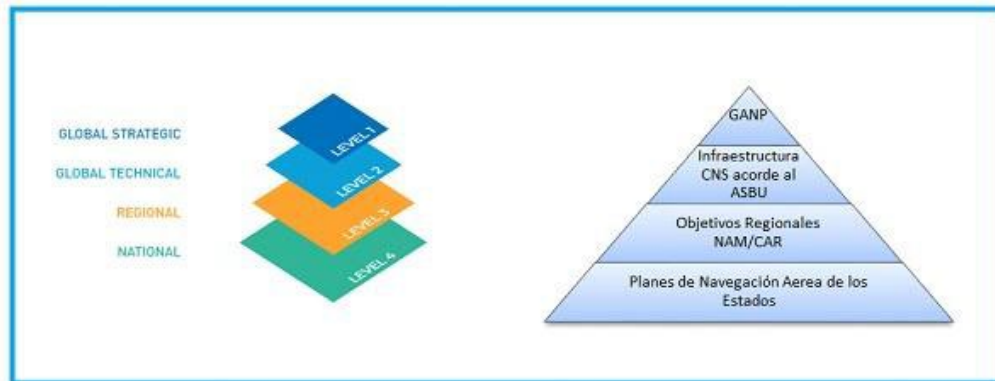 GLOBAL STRATEGIC
GLOBAL TECHNICAL
REGIONAL
NATIONAL
LEVEL 1
LEVEL 2
LEVEL 3
LEVEL 4
GANP
Infraestructura
CNS acorde al
ASBU
Objetivos Regionales
NAM/CAR
Planes de Navegación Aerea de los
Estados